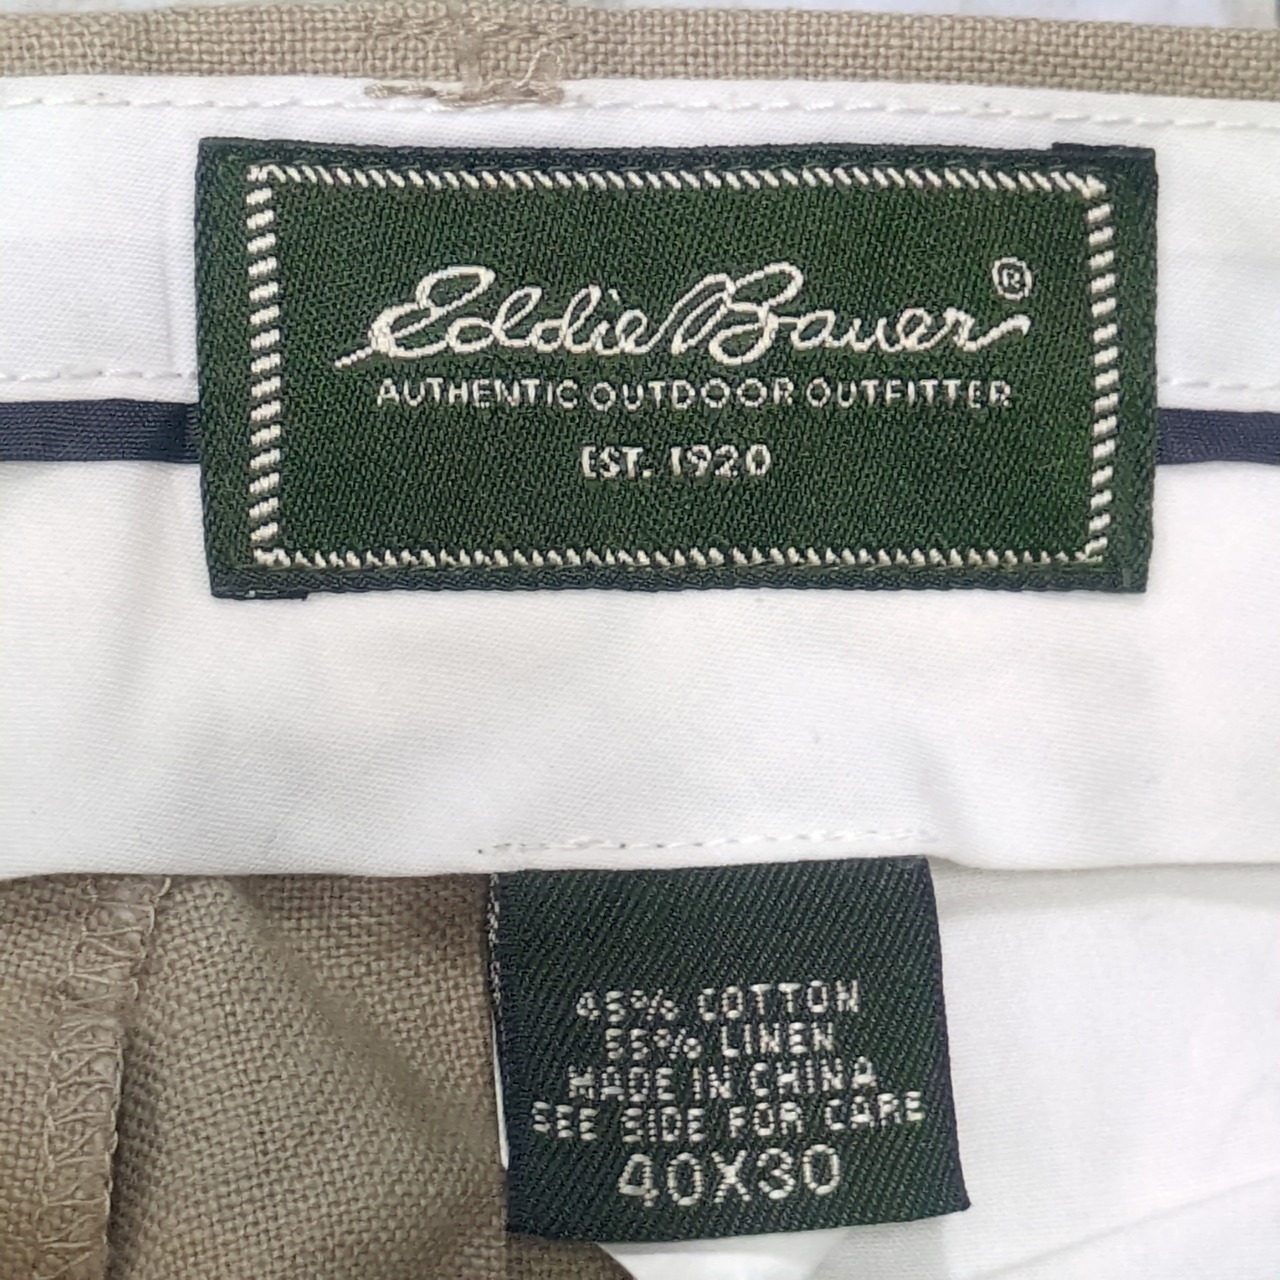 Eddie Bauer®
AUTHENTIC OUTDOOR OUTFITTER
EST. 1920
45% COTTON
55% LINEN
MADE IN CHINA
SEE SIDE FOR CARE
40X30